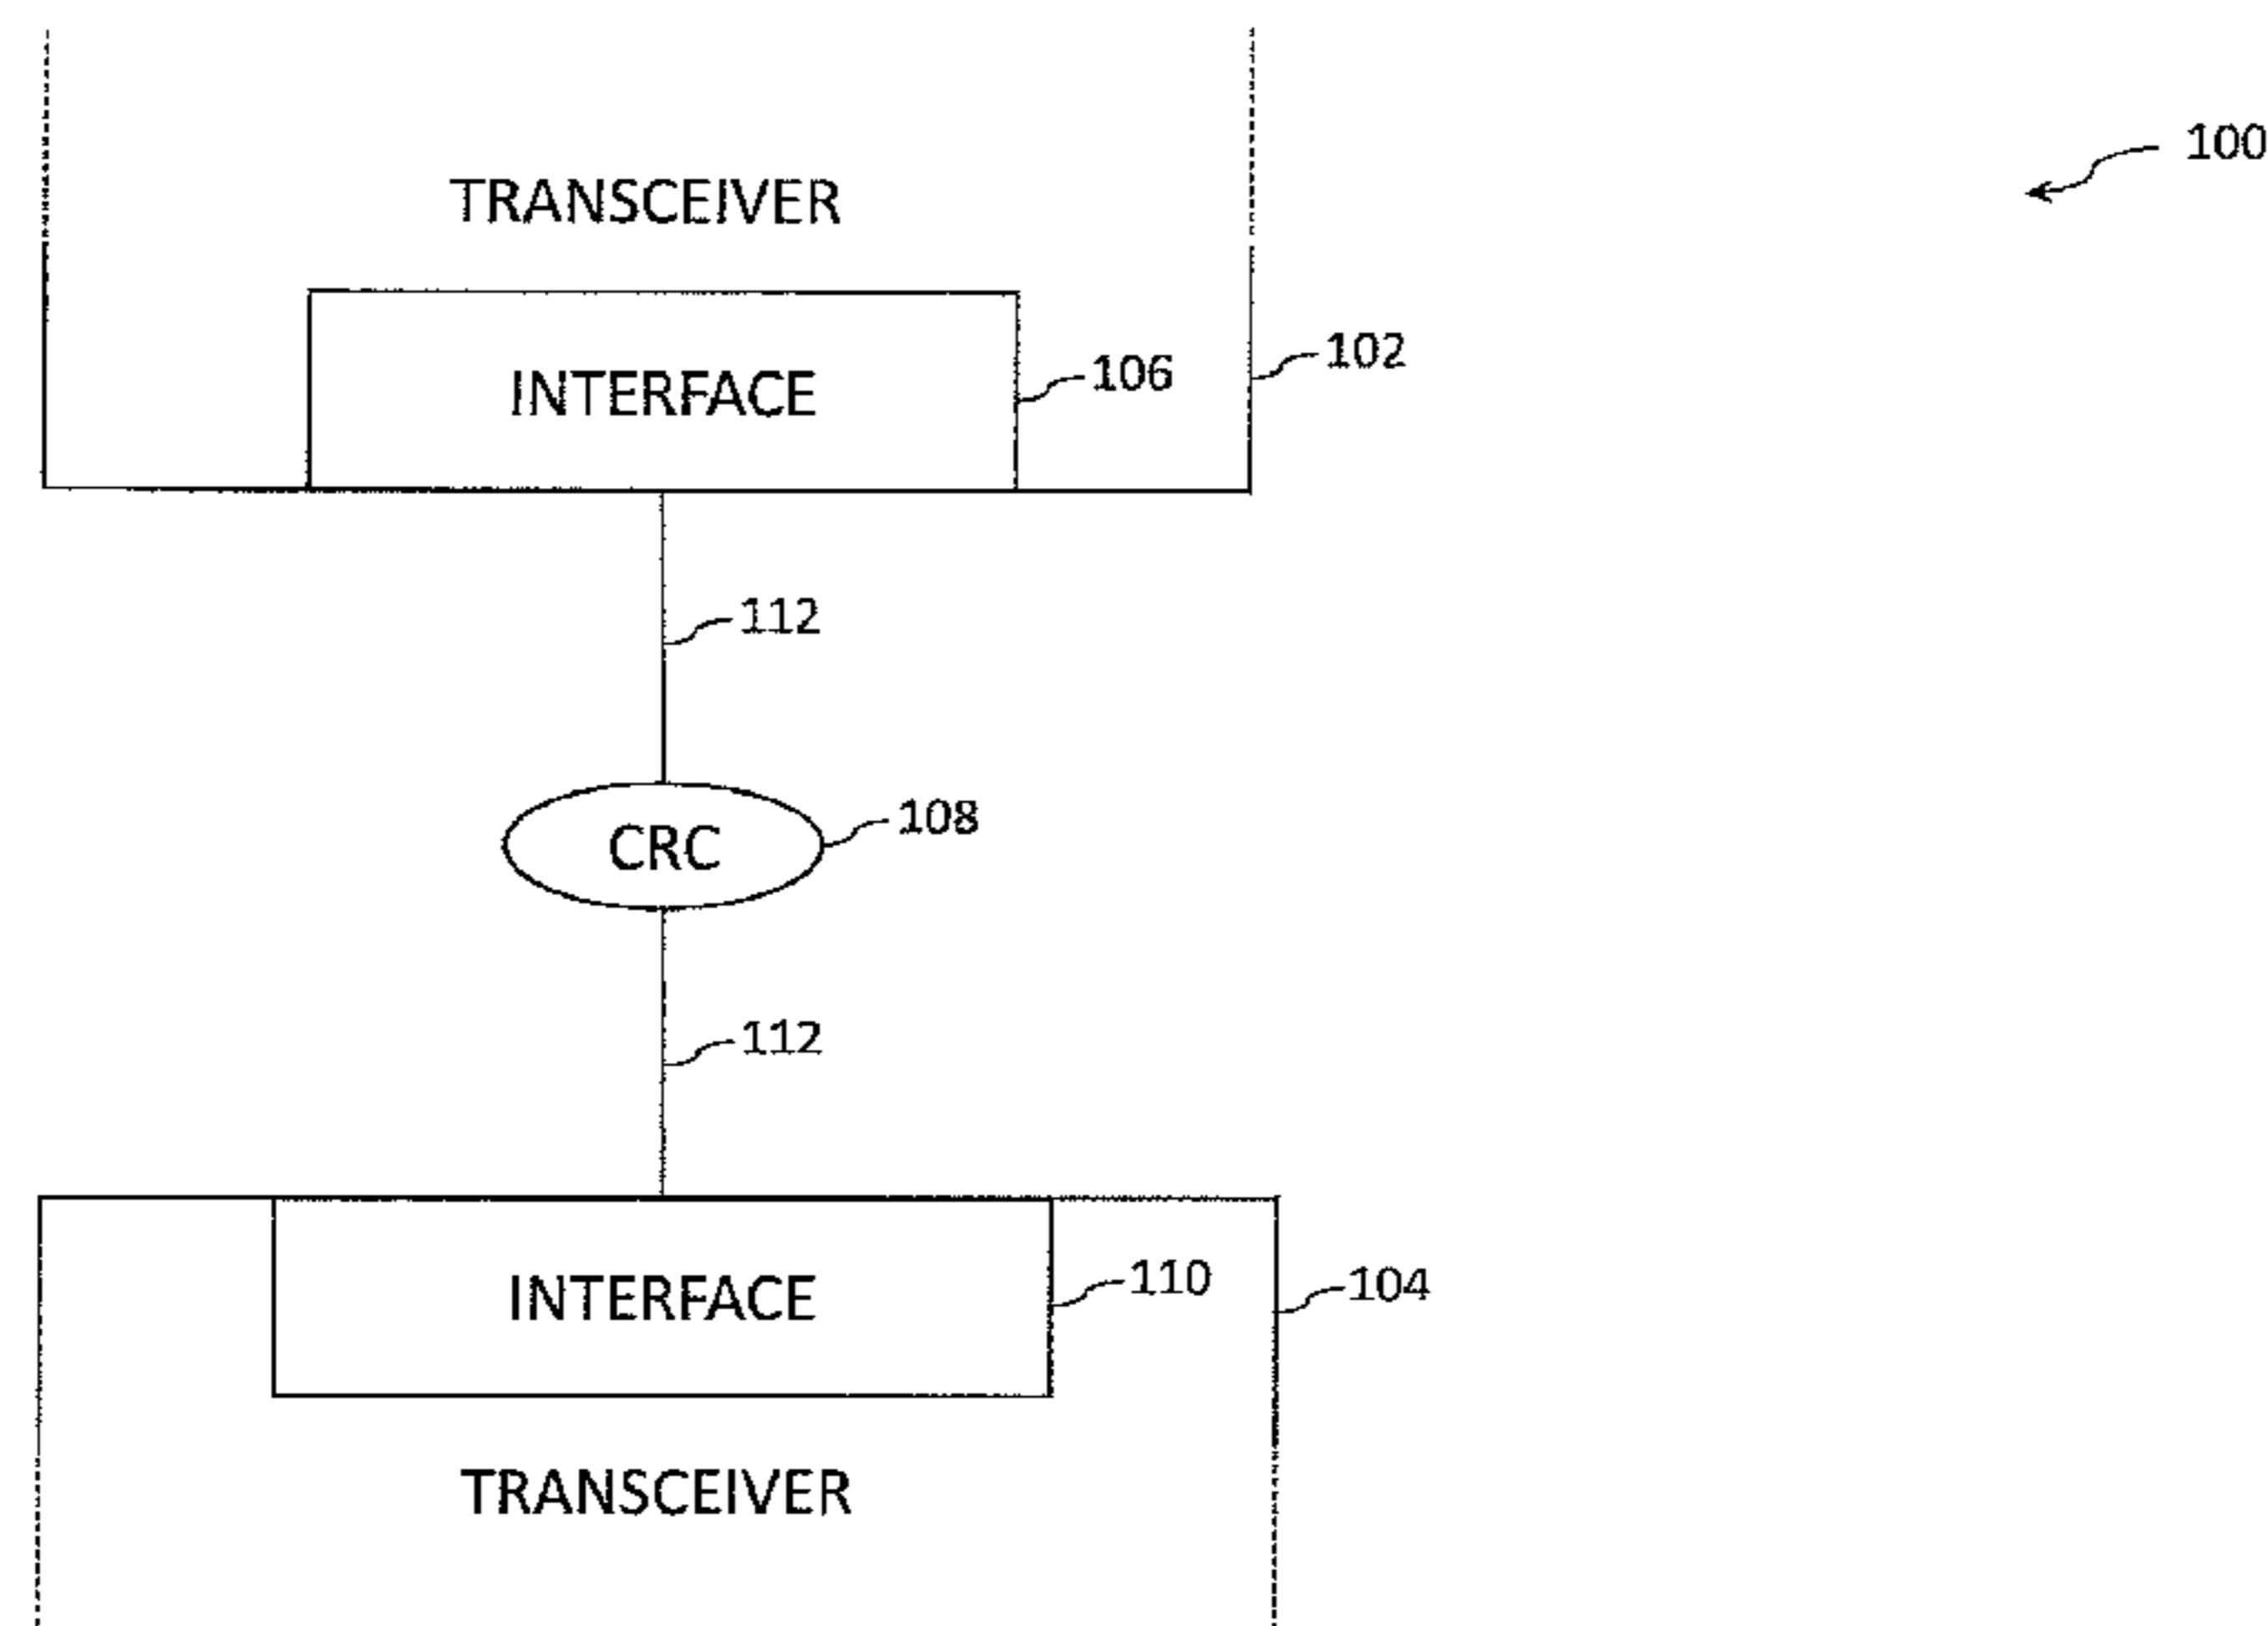 100
TRANSCEIVER
102
106
INTERFACE
112
108
CRC
112
110
104
INTERFACE
TRANSCEIVER